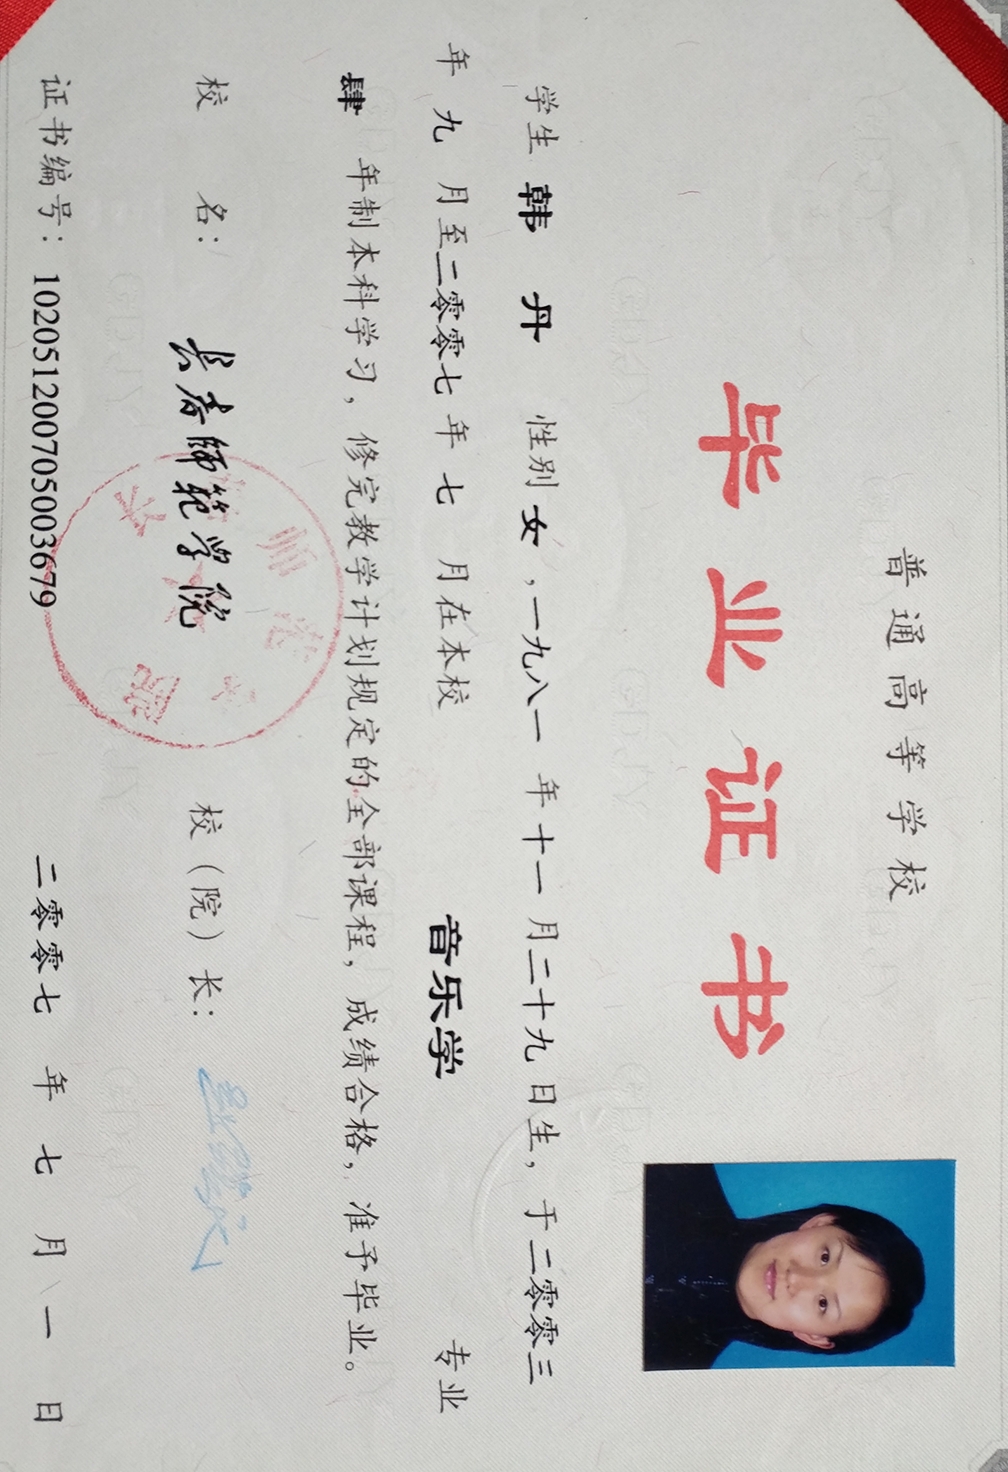 普通高等学校
毕业证书
学生 韩丹 性别 女，一九八一年十一月二十九日生，于二零零三
年九月至二零零七年七月在本校 音乐学 专业
肆年制本科学习，修完教学计划规定的全部课程，成绩合格，准予毕业。
校名：长春师范学院 校（院）长：
证书编号：102051200705003679 二零零七年七月一日